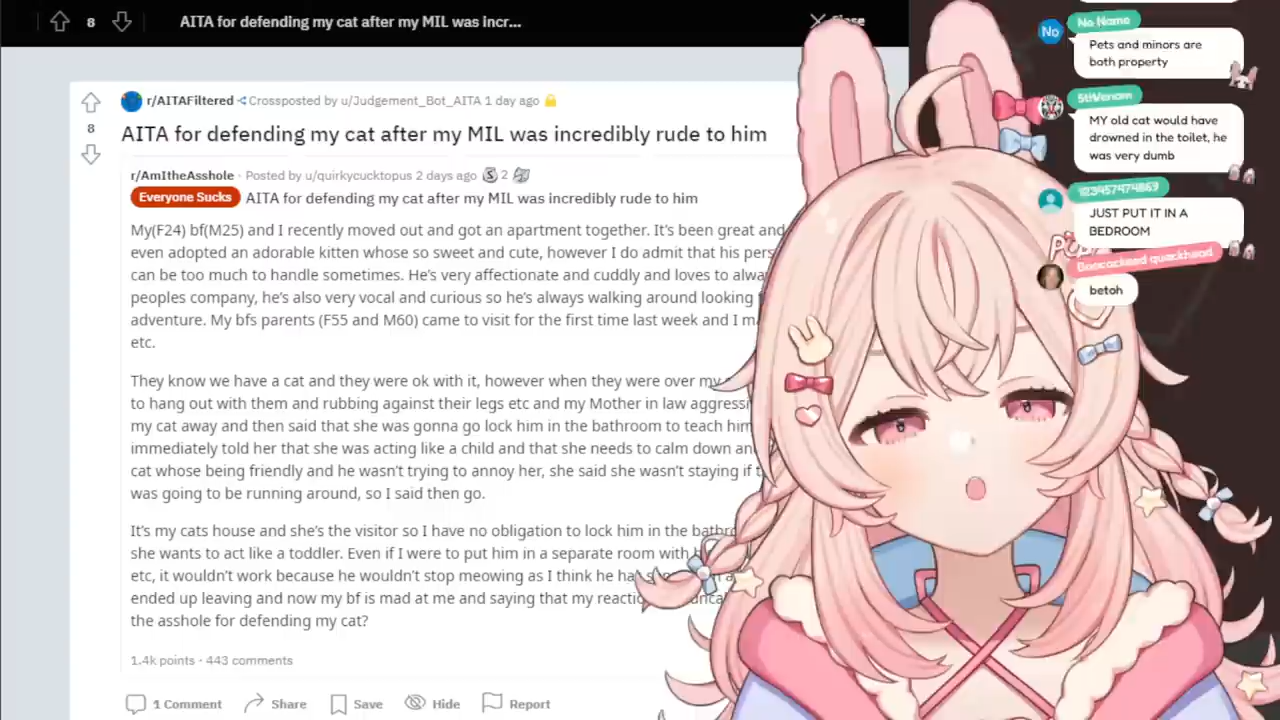 8
AITA for defending my cat after my MIL was incr...
Close
r/AITAFiltered Crossposted by u/Judgement_Bot_AITA 1 day ago
8
AITA for defending my cat after my MIL was incredibly rude to him
r/AmItheAsshole · Posted by u/quirkycucktopus 2 days ago 2
Everyone Sucks AITA for defending my cat after my MIL was incredibly rude to him
My(F24) bf(M25) and I recently moved out and got an apartment together. It's been great and
even adopted an adorable kitten whose so sweet and cute, however I do admit that his pers
can be too much to handle sometimes. He's very affectionate and cuddly and loves to alwa
peoples company, he's also very vocal and curious so he's always walking around looking
adventure. My bfs parents (F55 and M60) came to visit for the first time last week and I m
etc.
They know we have a cat and they were ok with it, however when they were over my
to hang out with them and rubbing against their legs etc and my Mother in law aggressi
my cat away and then said that she was gonna go lock him in the bathroom to teach him
immediately told her that she was acting like a child and that she needs to calm down an
cat whose being friendly and he wasn't trying to annoy her, she said she wasn't staying if t
was going to be running around, so I said then go.
It's my cats house and she's the visitor so I have no obligation to lock him in the bathro
she wants to act like a toddler. Even if I were to put him in a separate room with
etc, it wouldn't work because he wouldn't stop meowing as I think he has
ended up leaving and now my bf is mad at me and saying that my reactio
the asshole for defending my cat?
1.4k points · 443 comments
1 Comment Share Save Hide Report
No
No Name
Pets and minors are
both property
5thVenom
MY old cat would have
drowned in the toilet, he
was very dumb
123457474869
JUST PUT IT IN A
BEDROOM
quackhead
betoh